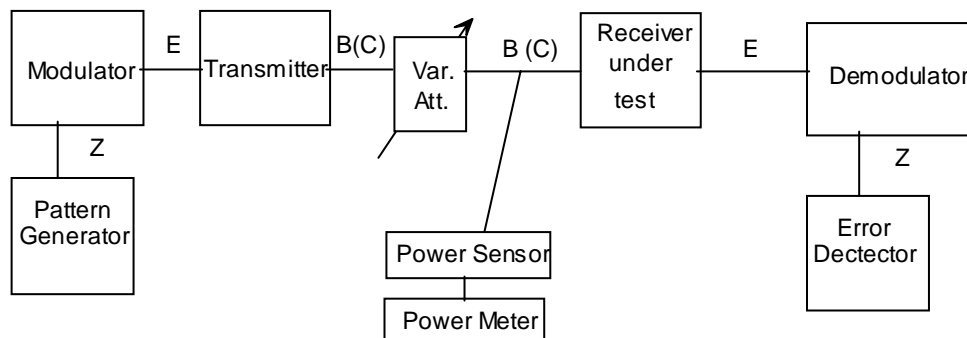 Modulator
E
Transmitter
B(C)
Var.
Att.
B (C)
Receiver
under
test
E
Demodulator
Z
Pattern
Generator
Power Sensor
Power Meter
Z
Error
Dectector